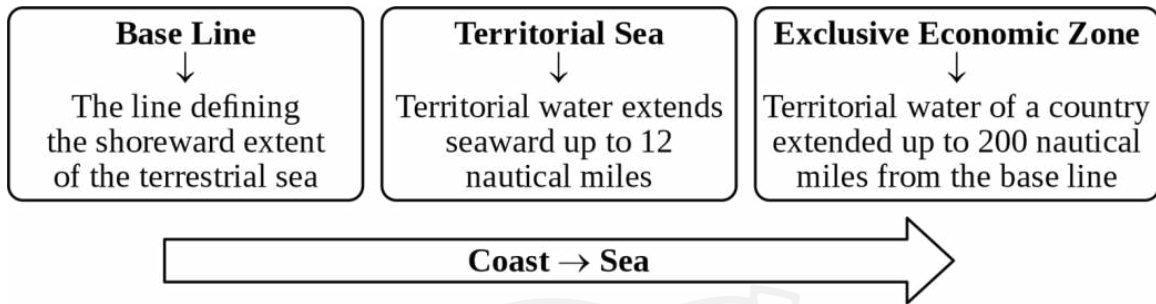 Base Line
↓
The line defining
the shoreward extent
of the terrestrial sea
Territorial Sea
↓
Territorial water extends
seaward up to 12
nautical miles
Exclusive Economic Zone
↓
Territorial water of a country
extended up to 200 nautical
miles from the base line
Coast → Sea